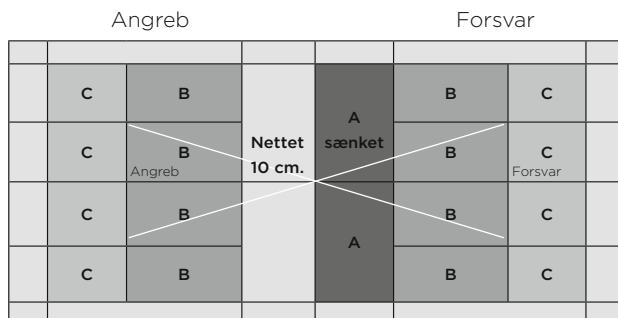 Angreb Forsvar
C B B C
A
C B Nettet sænket B C
Angreb 10 cm. Forsvar
C B B C
A
C B B C